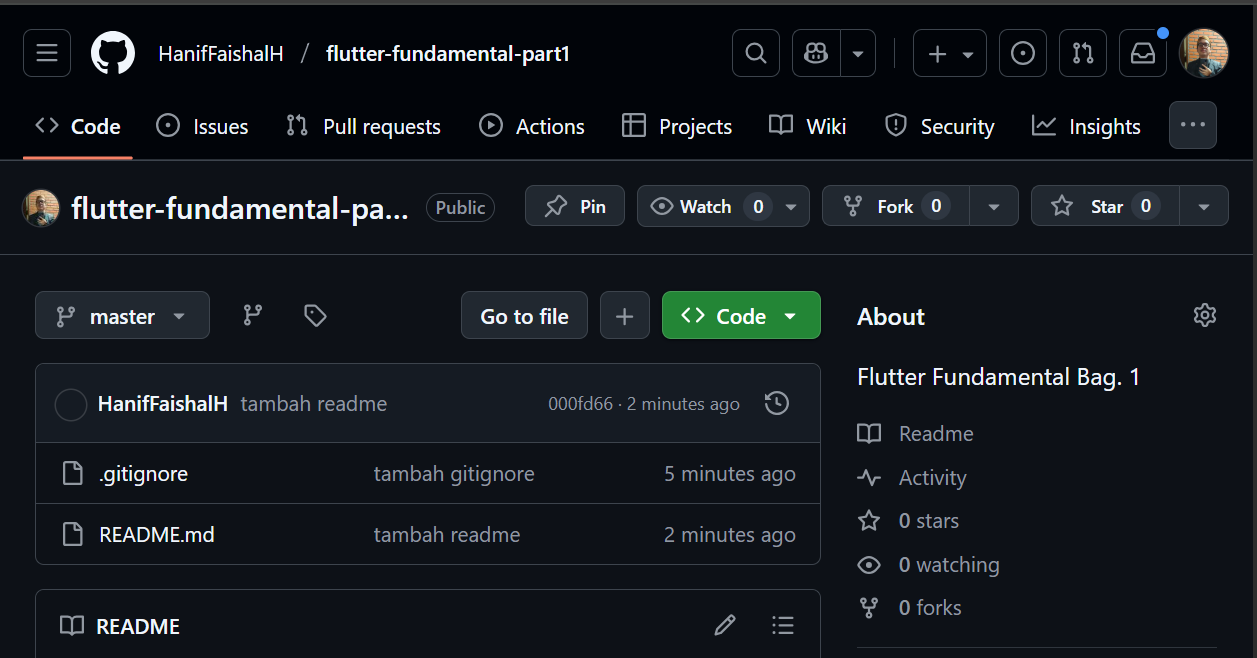 HanifFaishalH / flutter-fundamental-part1
Code Issues Pull requests Actions Projects Wiki Security Insights
flutter-fundamental-pa... Public Pin Watch 0 Fork 0 Star 0
master Go to file Code
About
Flutter Fundamental Bag. 1
HanifFaishalH tambah readme 000fd66 · 2 minutes ago
Readme
.gitignore tambah gitignore 5 minutes ago
Activity
0 stars
README.md tambah readme 2 minutes ago
0 watching
0 forks
README